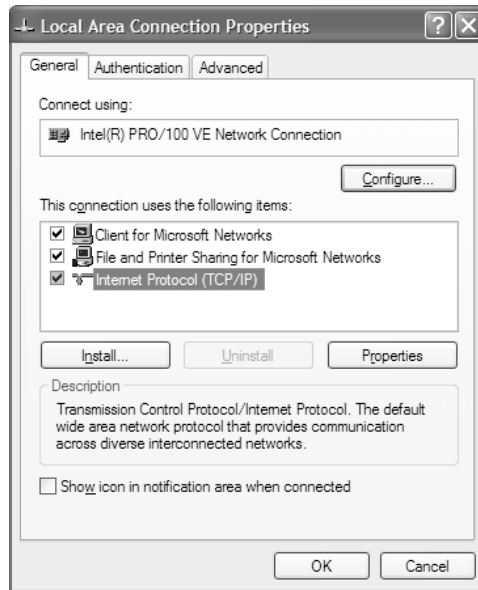 Local Area Connection Properties
General Authentication Advanced
Connect using:
Intel(R) PRO/100 VE Network Connection
Configure...
This connection uses the following items:
Client for Microsoft Networks
File and Printer Sharing for Microsoft Networks
Internet Protocol (TCP/IP)
Install... Uninstall Properties
Description
Transmission Control Protocol/Internet Protocol. The default
wide area network protocol that provides communication
across diverse interconnected networks.
Show icon in notification area when connected
OK Cancel